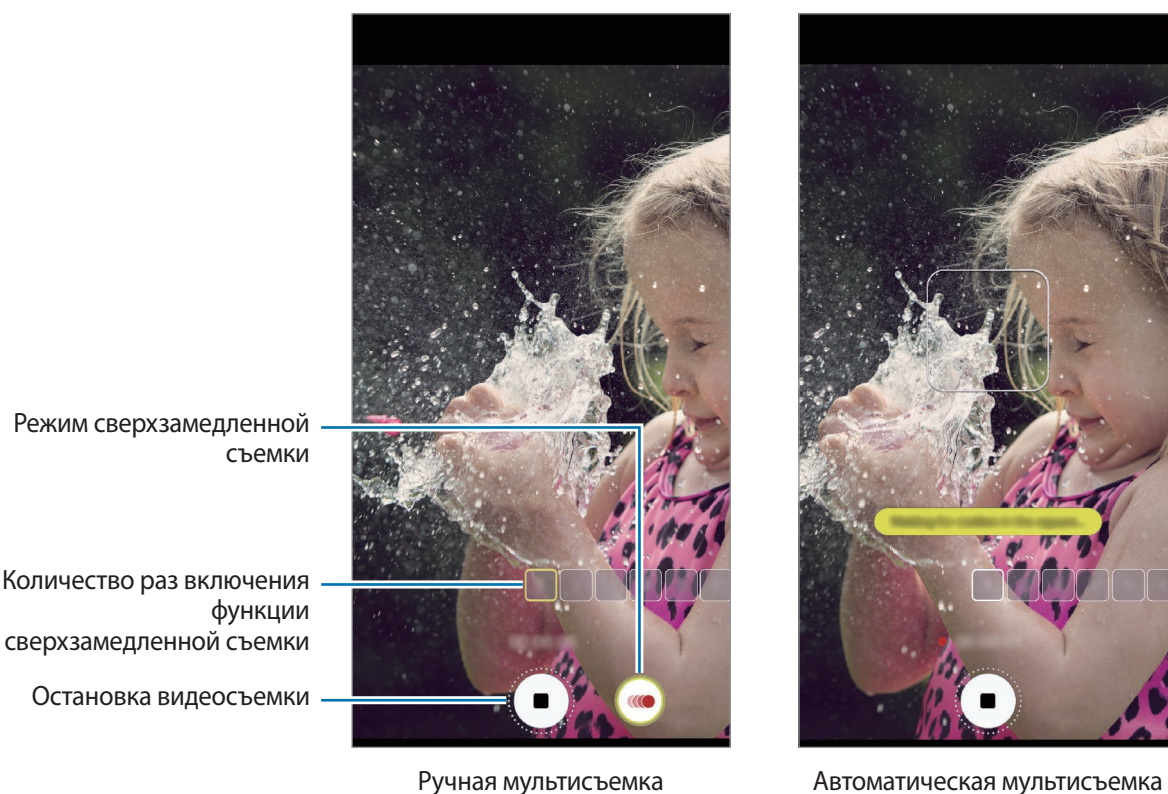 Режим сверхзамедленной
съемки
Количество раз включения
функции
сверхзамедленной съемки
Остановка видеосъемки
Ручная мультисъемка
Автоматическая мультисъемка